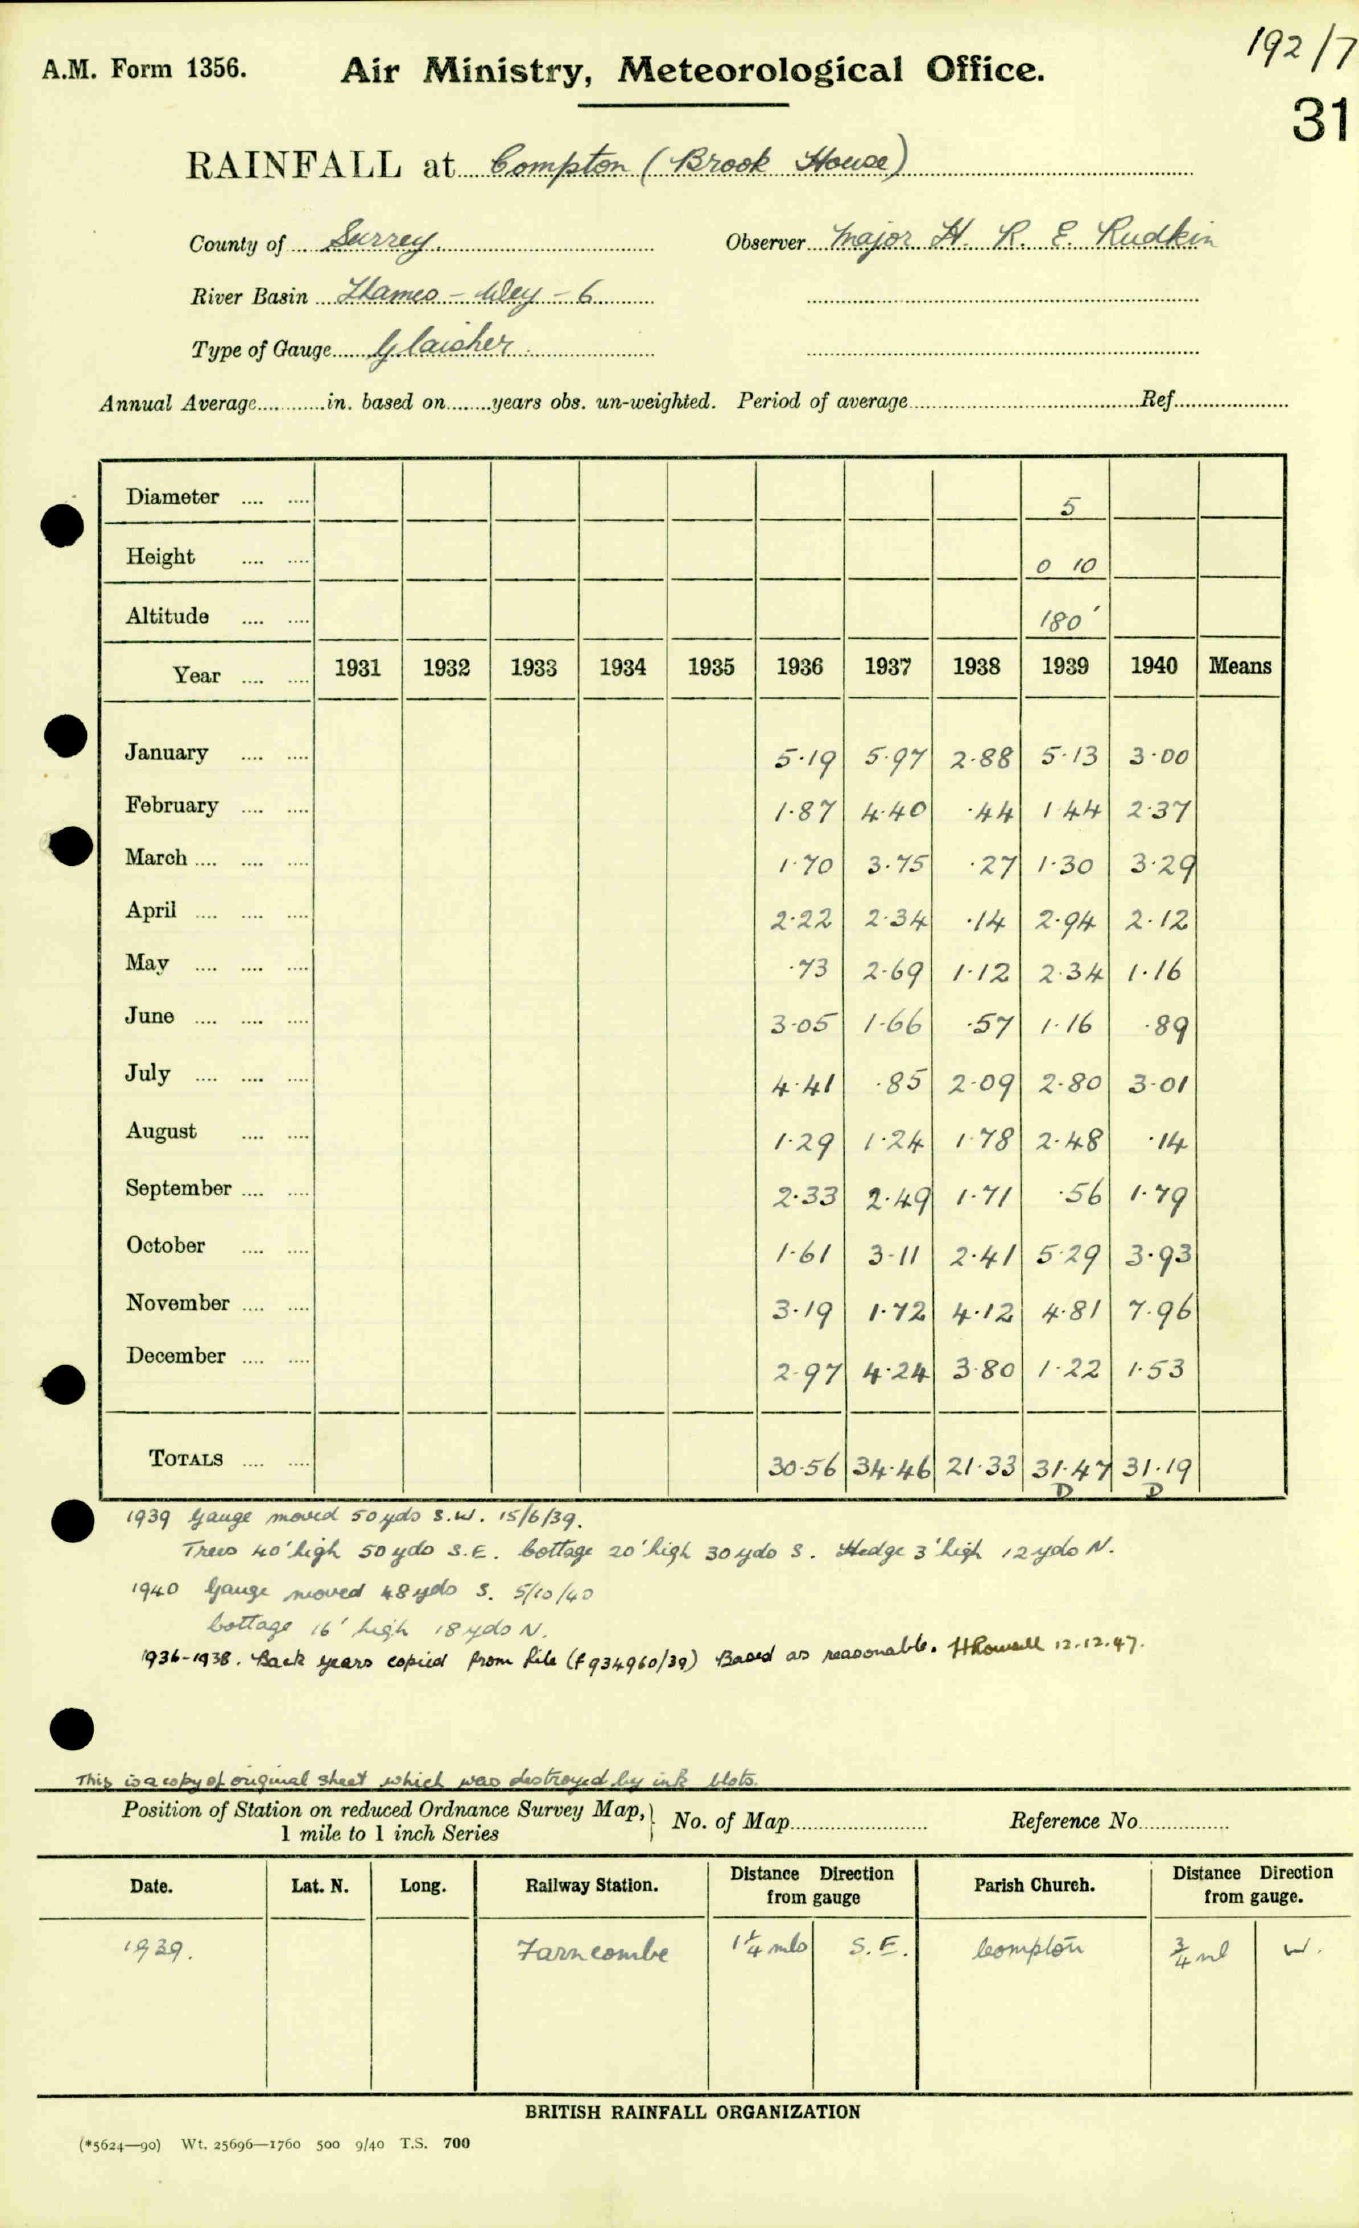 192/7
A.M. Form 1356. Air Ministry, Meteorological Office.
31
RAINFALL at Compton (Brook House)
County of Surrey. Observer Major H. R. E. Rudkin
River Basin Thames - Wey - 6
Type of Gauge Glaisher
Annual Average............in. based on........years obs. un-weighted. Period of average........................Ref....................
Diameter .... .... 5
Height .... .... 0 10
Altitude .... .... 180'
Year .... .... 1931 1932 1933 1934 1935 1936 1937 1938 1939 1940 Means
January .... .... 5.19 5.97 2.88 5.13 3.00
February .... .... 1.87 4.40 .44 1.44 2.37
March .... .... .... 1.70 3.75 .27 1.30 3.29
April .... .... .... 2.22 2.34 .14 2.94 2.12
May .... .... .... .73 2.69 1.12 2.34 1.16
June .... .... .... 3.05 1.66 .57 1.16 .89
July .... .... .... 4.41 .85 2.09 2.80 3.01
August .... .... 1.29 1.24 1.78 2.48 .14
September .... .... 2.33 2.49 1.71 .56 1.79
October .... .... 1.61 3.11 2.41 5.29 3.93
November .... .... 3.19 1.72 4.12 4.81 7.96
December .... .... 2.97 4.24 3.80 1.22 1.53
TOTALS .... .... 30.56 34.46 21.33 31.47 31.19
D D
1939 Gauge moved 50 yds S.W. 15/6/39.
Trees 40' high 50 yds S.E. Cottage 20' high 30 yds S. Hedge 3' high 12 yds N.
1940 Gauge moved 48 yds S. 5/10/40
Cottage 16' high 18 yds N.
1936-1938. Back years copied from file (f934960/39) Based as reasonable. HRowsell 12.12.47.
This is a copy of original sheet which was destroyed by ink blots.
Position of Station on reduced Ordnance Survey Map, } No. of Map........................ Reference No...............
1 mile to 1 inch Series
Date. Lat. N. Long. Railway Station. Distance Direction from gauge Parish Church. Distance Direction from gauge.
1939. Farncombe 1¼ mls S.E. Compton ¾ ml W.
BRITISH RAINFALL ORGANIZATION
(*5624—90) Wt. 25696—1760 500 9/40 T.S. 700